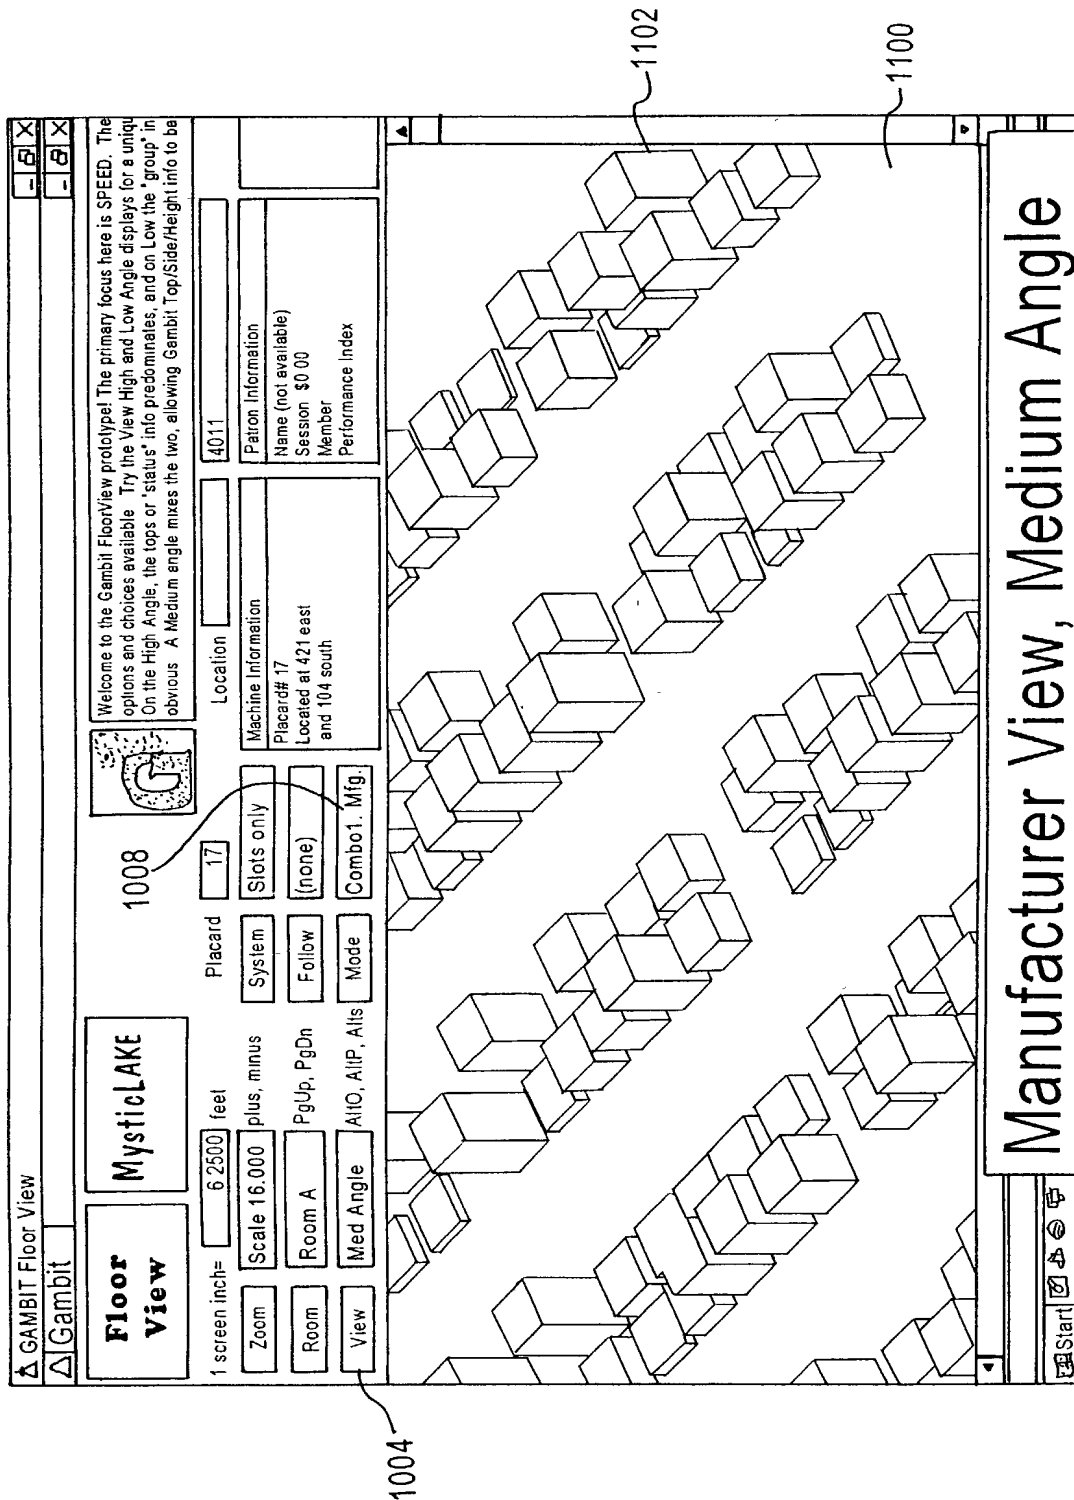 GAMBIT Floor View
Gambit
Floor View
MysticLAKE
G
Welcome to the Gambit FloorView prototype! The primary focus here is SPEED. The
options and choices available Try the View High and Low Angle displays for a uniqu
On the High Angle, the tops or "status" info predominates, and on Low the "group" in
obvious A Medium angle mixes the two, allowing Gambit Top/Side/Height info to be
1 screen inch= 6 2500 feet
Placard 17
Location 4011
Zoom Scale 16.000 plus, minus
System Slots only
Room Room A PgUp, PgDn
Follow (none)
View Med Angle AltO, AltP, Alts
Mode Combo1. Mfg.
Machine Information
Placard# 17
Located at 421 east
and 104 south
Patron Information
Name (not available)
Session $0 00
Member
Performance Index
1004
1008
1102
1100
Start
Manufacturer View, Medium Angle